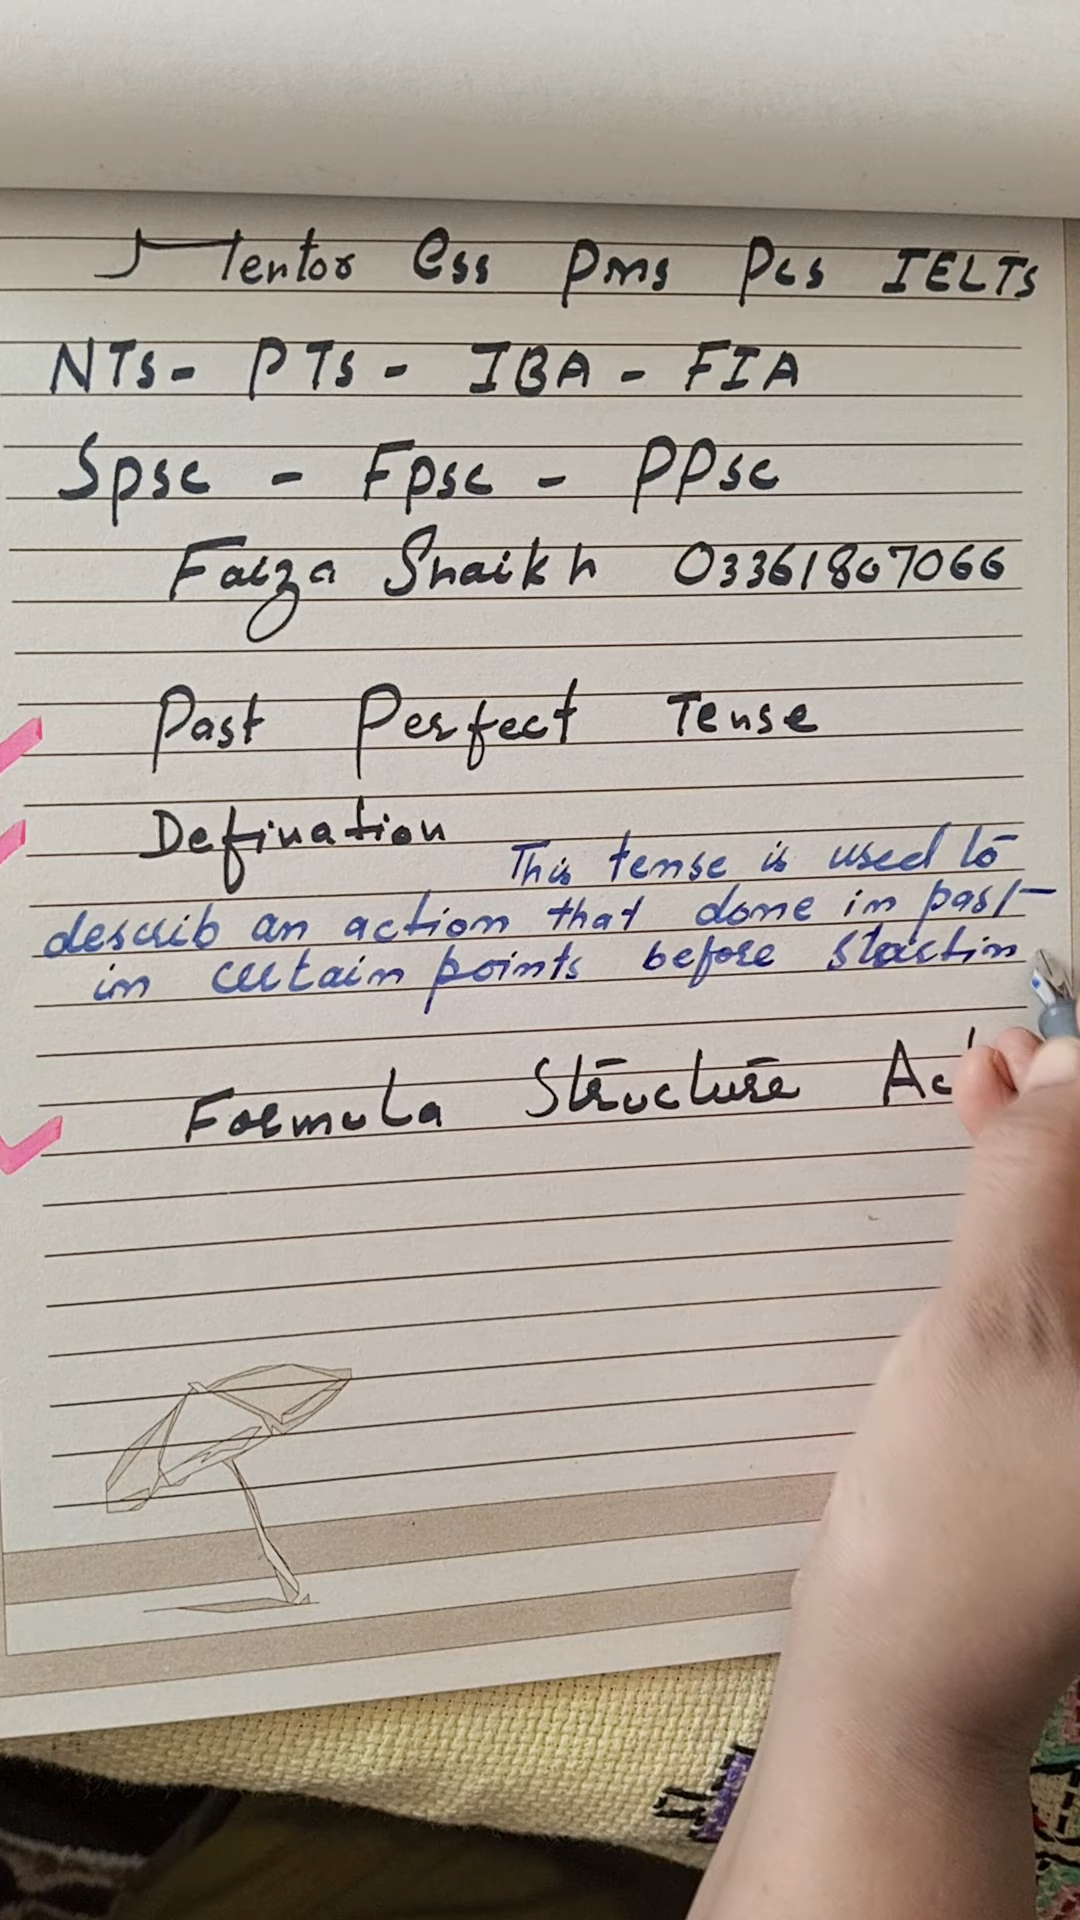 Mentor Css Pms Pcs IELTS
NTS- PTS - IBA - FIA
Spsc - Fpsc - PPsc
Faiza Shaikh 03361807066
Past Perfect Tense
Defination
This tense is used to
describ an action that done in past
in certain points before startin
Formula Structure Act